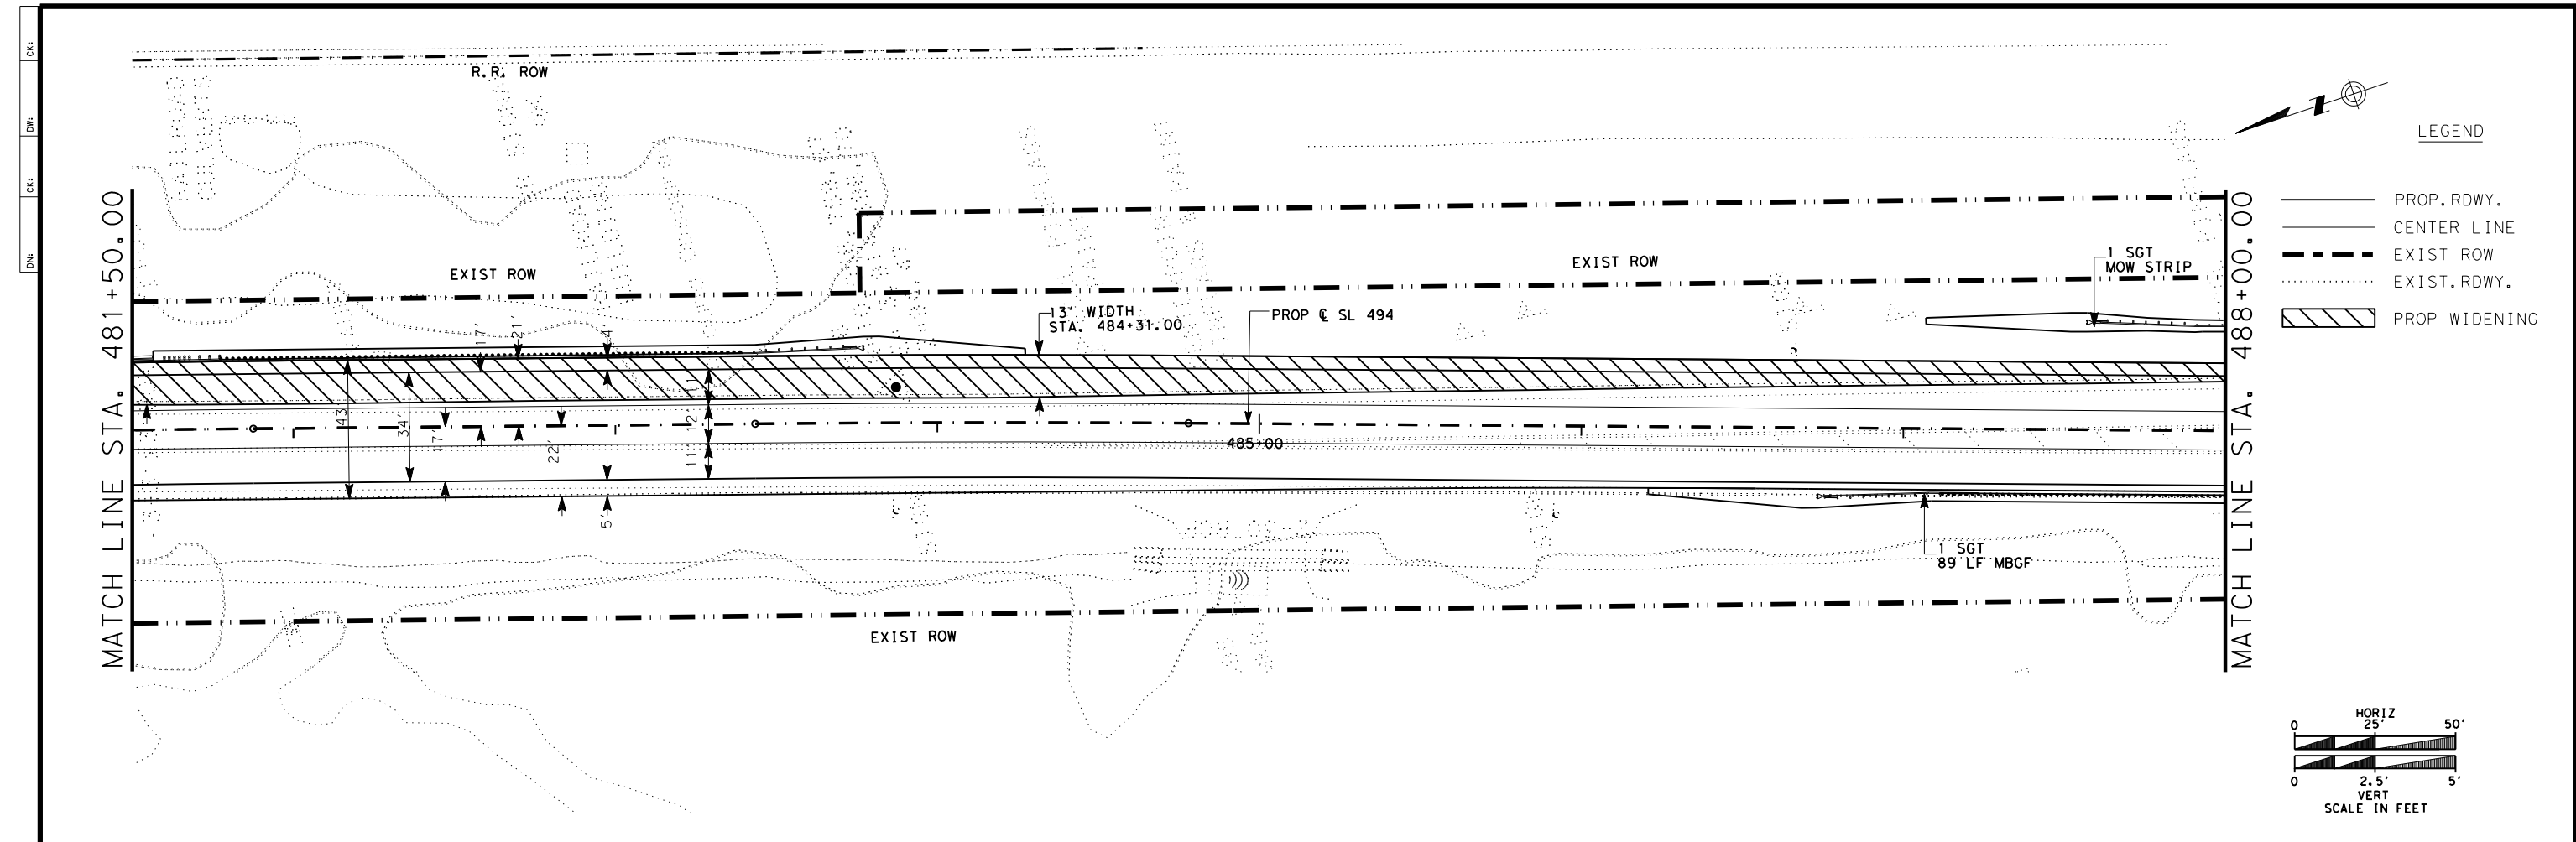 CK:
DW:
CK:
DN:
R.R. ROW
LEGEND
PROP.RDWY.
CENTER LINE
EXIST ROW
EXIST.RDWY.
PROP WIDENING
MATCH LINE STA. 481+50.00
EXIST ROW
EXIST ROW
1 SGT
MOW STRIP
13' WIDTH
STA. 484+31.00
PROP ℄ SL 494
17'
21'
4'
43'
34'
17'
22'
5'
11'
12'
11'
485+00
1 SGT
89 LF MBGF
EXIST ROW
MATCH LINE STA. 488+00.00
HORIZ
0 25' 50'
0 2.5' 5'
VERT
SCALE IN FEET